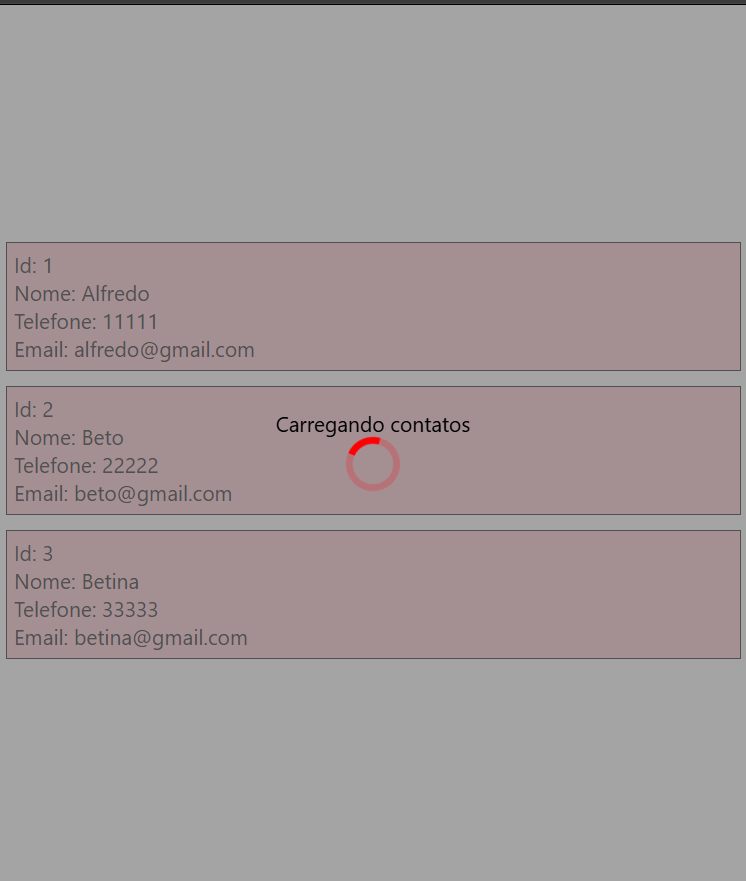 Id: 1
Nome: Alfredo
Telefone: 11111
Email: alfredo@gmail.com
Id: 2
Carregando contatos
Nome: Beto
Telefone: 22222
Email: beto@gmail.com
Id: 3
Nome: Betina
Telefone: 33333
Email: betina@gmail.com